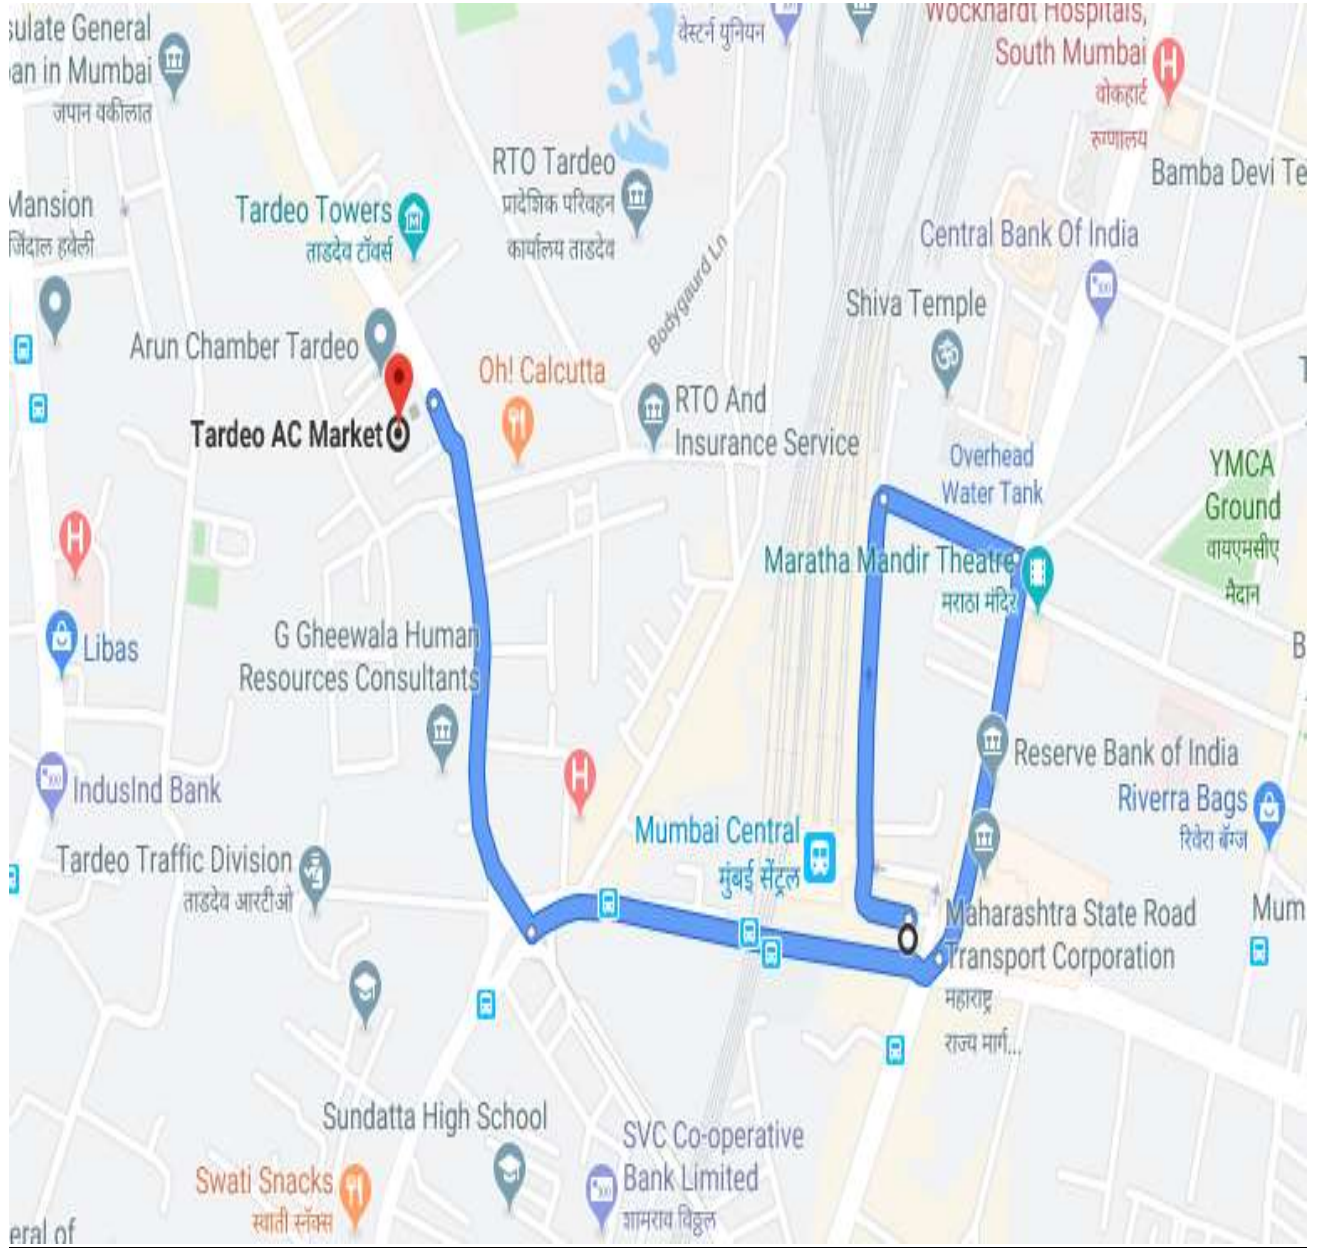 sulate General
an in Mumbai
जपान वकीलात
वेस्टर्न युनियन
Wockhardt Hospitals,
South Mumbai
वोकहार्ट
रुग्णालय
RTO Tardeo
प्रादेशिक परिवहन
कार्यालय ताडदेव
Bamba Devi Te
Mansion
जिंदाल हवेली
Tardeo Towers
ताडदेव टॉवर्स
Central Bank Of India
Bodygaurd Ln
Shiva Temple
Arun Chamber Tardeo
Oh! Calcutta
Tardeo AC Market
RTO And
Insurance Service
Overhead
Water Tank
YMCA
Ground
वायएमसीए
मैदान
Maratha Mandir Theatre
मराठा मंदिर
Libas
G Gheewala Human
Resources Consultants
B
Reserve Bank of India
IndusInd Bank
Riverra Bags
रिवेरा बॅग्ज
Mumbai Central
मुंबई सेंट्रल
Tardeo Traffic Division
ताडदेव आरटीओ
Maharashtra State Road
Transport Corporation
महाराष्ट्र
राज्य मार्ग...
Mum
Sundatta High School
SVC Co-operative
Bank Limited
शामराव विठ्ठल
Swati Snacks
स्वाती स्नॅक्स
eral of